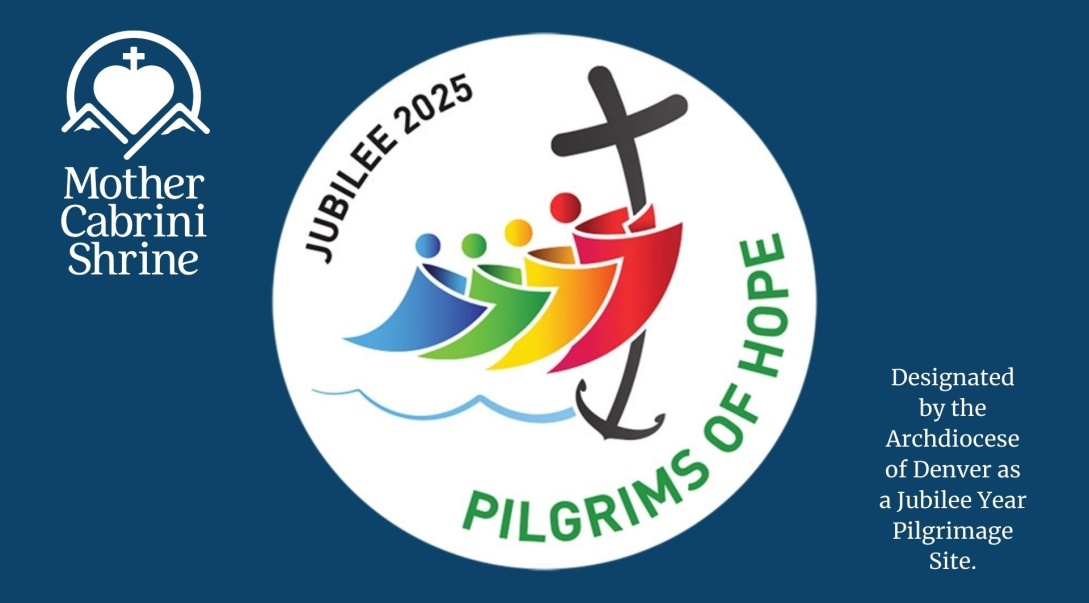 Mother
Cabrini
Shrine
JUBILEE 2025
PILGRIMS OF HOPE
Designated
by the
Archdiocese
of Denver as
a Jubilee Year
Pilgrimage
Site.